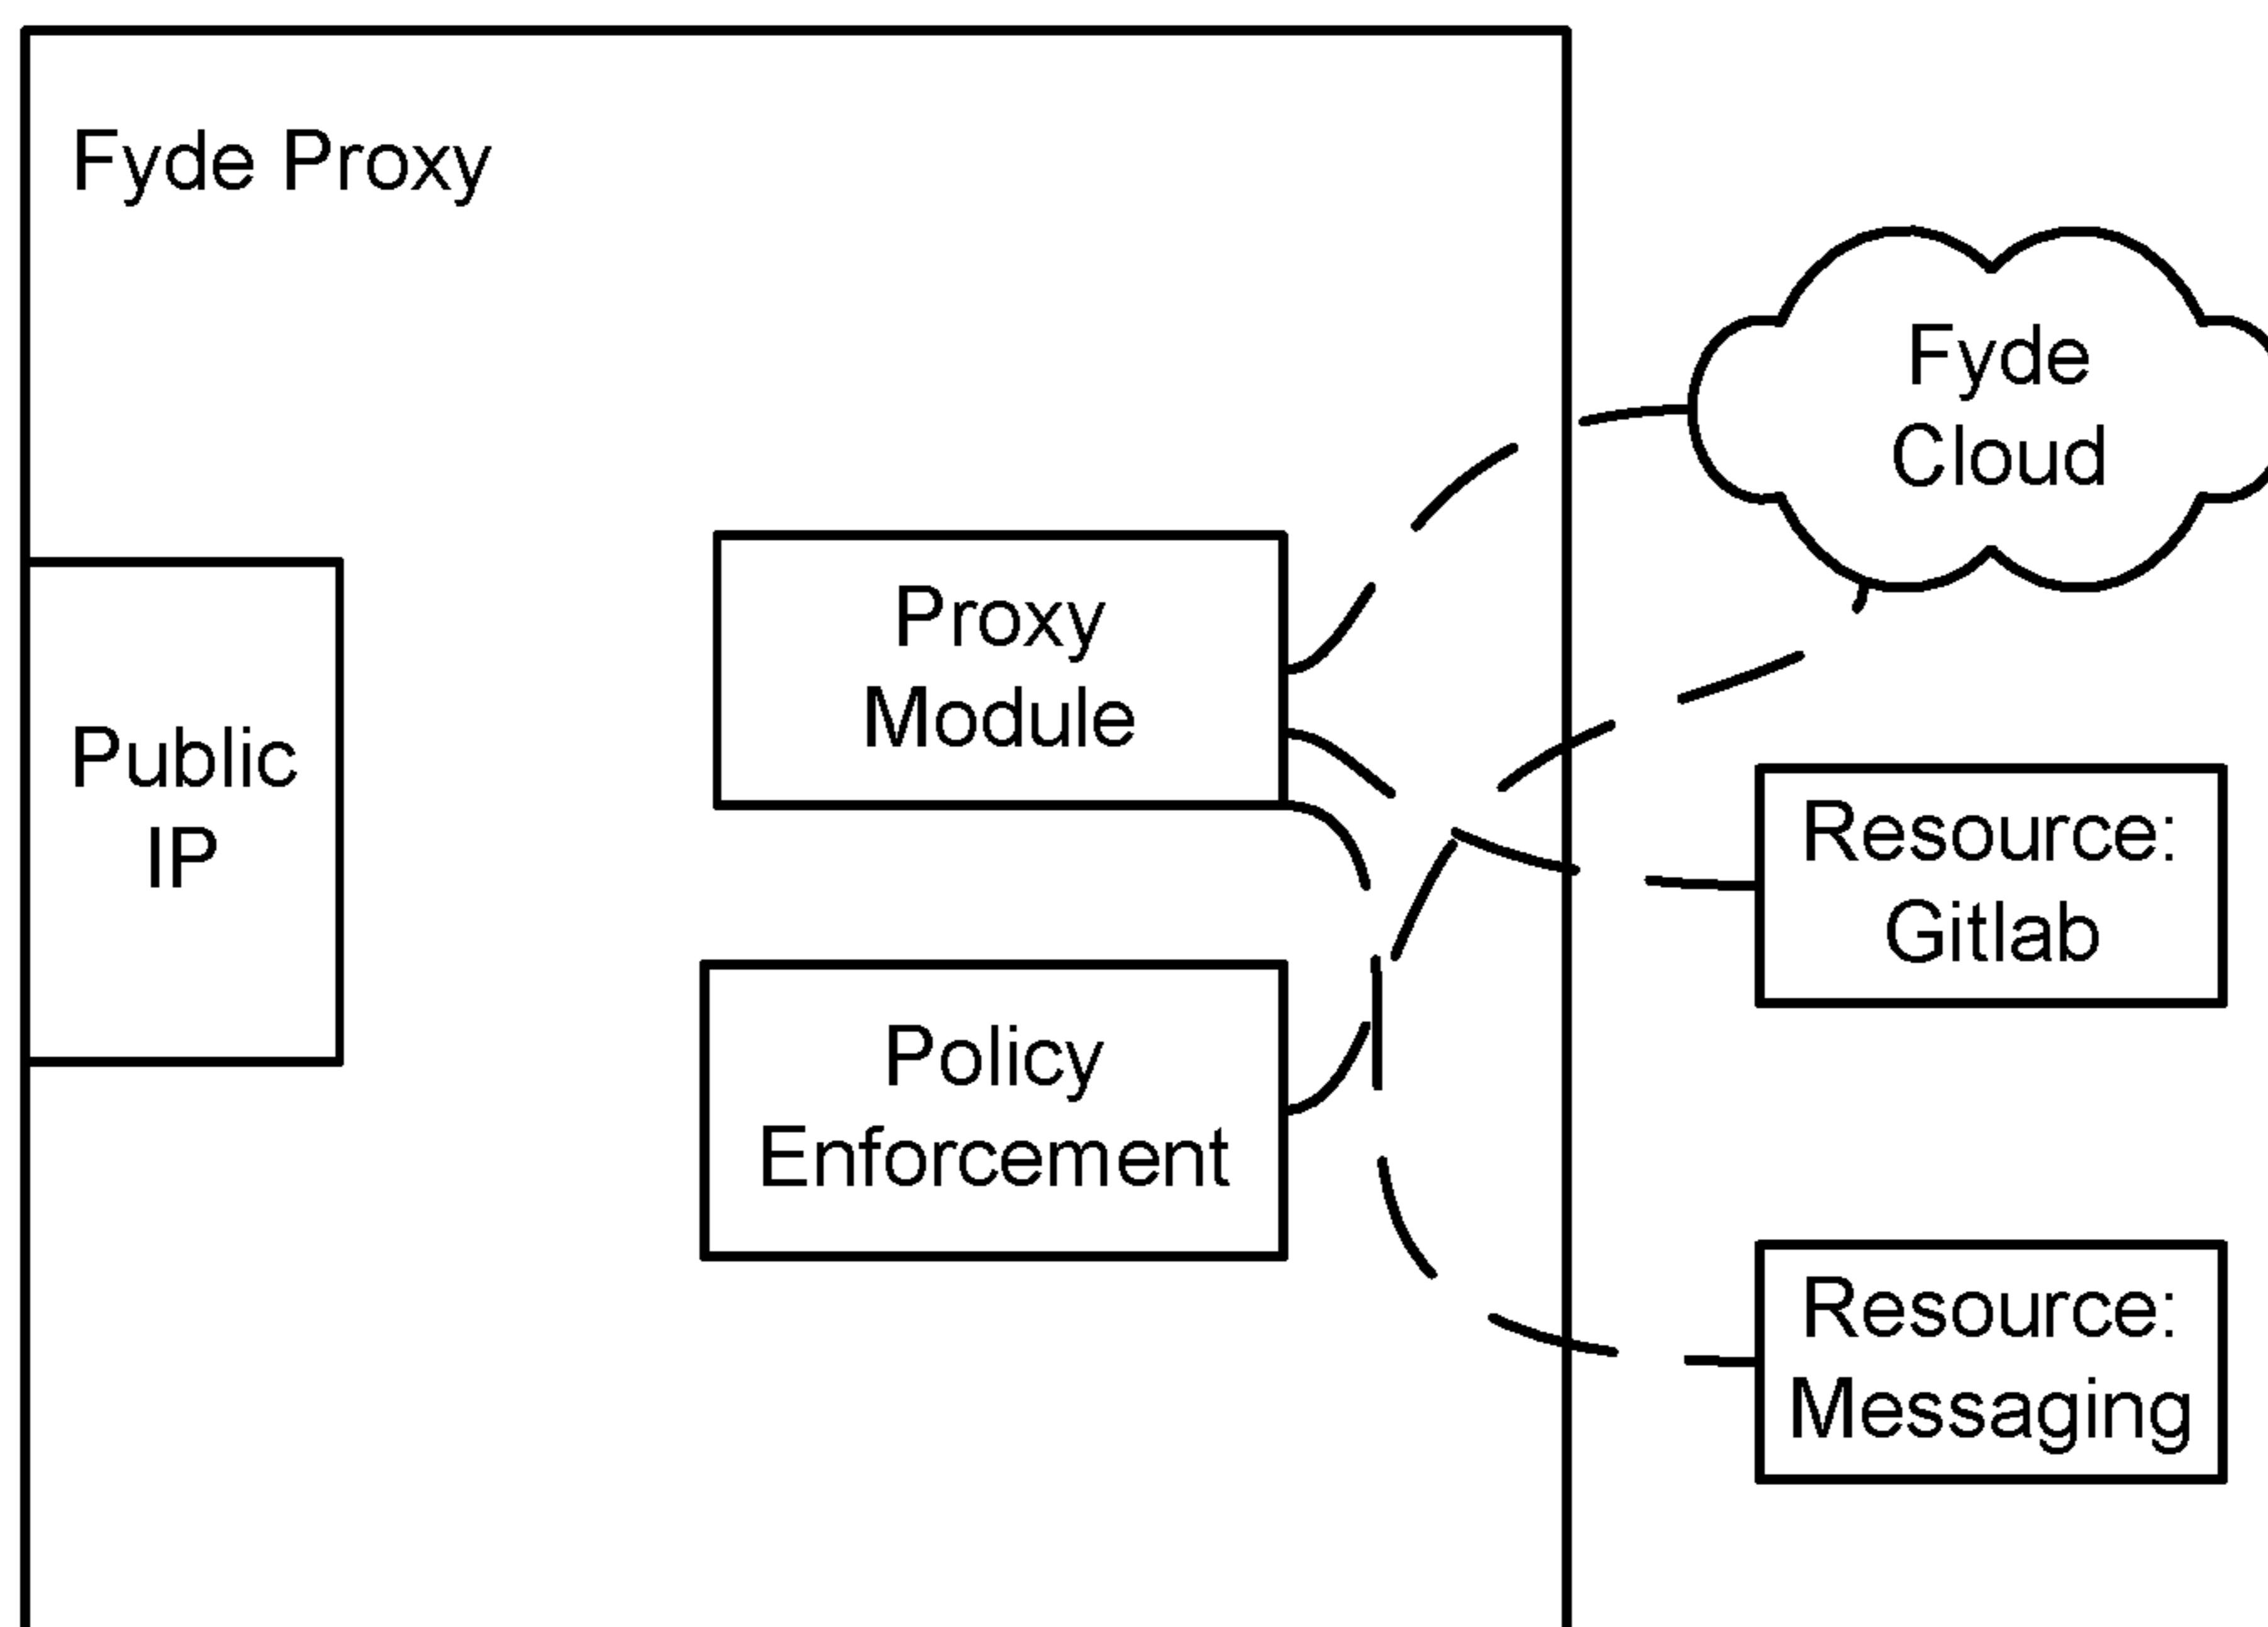 Fyde Proxy
Fyde
Cloud
Proxy
Module
Public
IP
Resource:
Gitlab
Policy
Enforcement
Resource:
Messaging